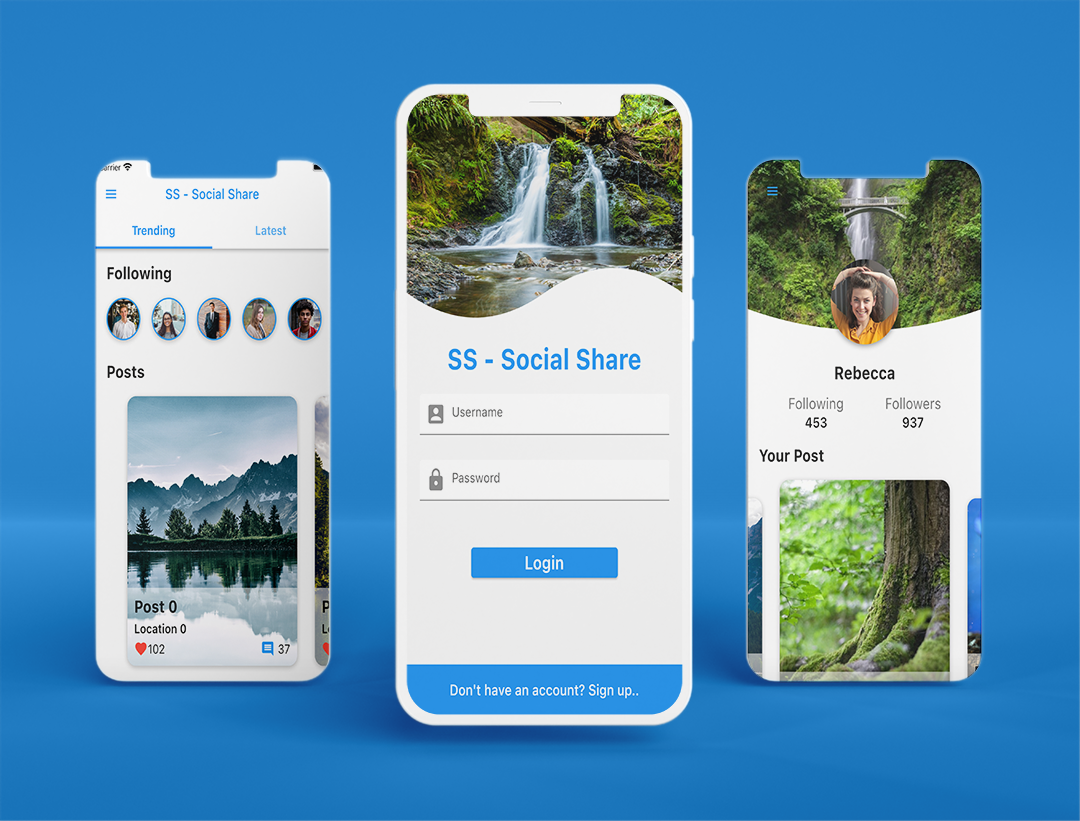 arrier
SS - Social Share
Trending Latest
Following
Posts
Post 0
Location 0
102 37
SS - Social Share
Username
Password
Login
Don't have an account? Sign up..
Rebecca
Following Followers
453 937
Your Post